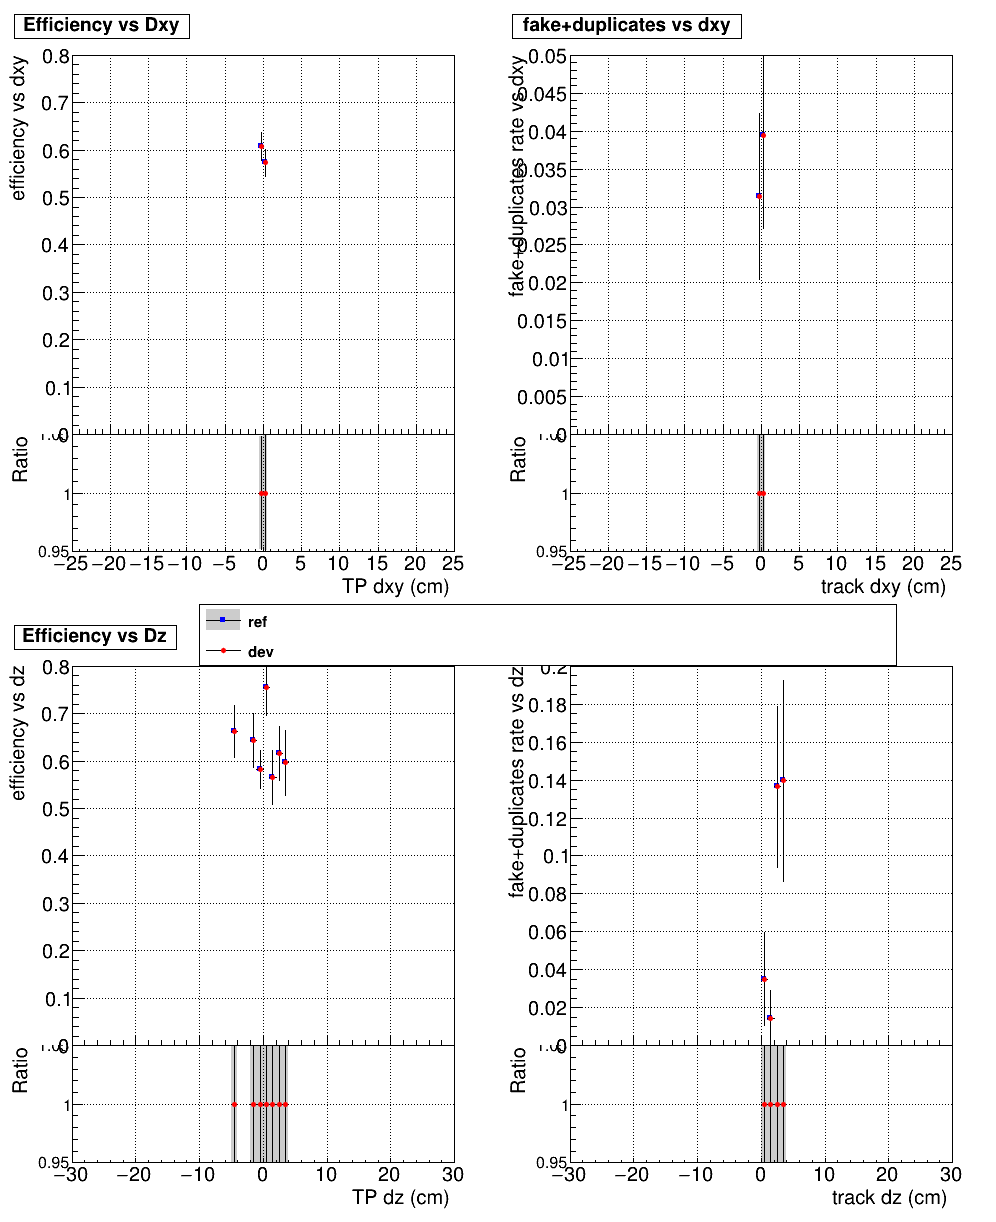 Efficiency vs Dxy
fake+duplicates vs dxy
efficiency vs dxy
0.8
0.7
0.6
0.5
0.4
0.3
0.2
0.1
0
fake+duplicates rate vs dxy
0.05
0.045
0.04
0.035
0.03
0.025
0.02
0.015
0.01
0.005
0
Ratio
1
0.95
−25 −20 −15 −10 −5 0 5 10 15 20 25
TP dxy (cm)
Ratio
1
0.95
−25 −20 −15 −10 −5 0 5 10 15 20 25
track dxy (cm)
Efficiency vs Dz
ref
dev
efficiency vs dz
0.8
0.7
0.6
0.5
0.4
0.3
0.2
0.1
0
fake+duplicates rate vs dz
0.2
0.18
0.16
0.14
0.12
0.1
0.08
0.06
0.04
0.02
0
Ratio
1
0.95
−30 −20 −10 0 10 20 30
TP dz (cm)
Ratio
1
0.95
−30 −20 −10 0 10 20 30
track dz (cm)